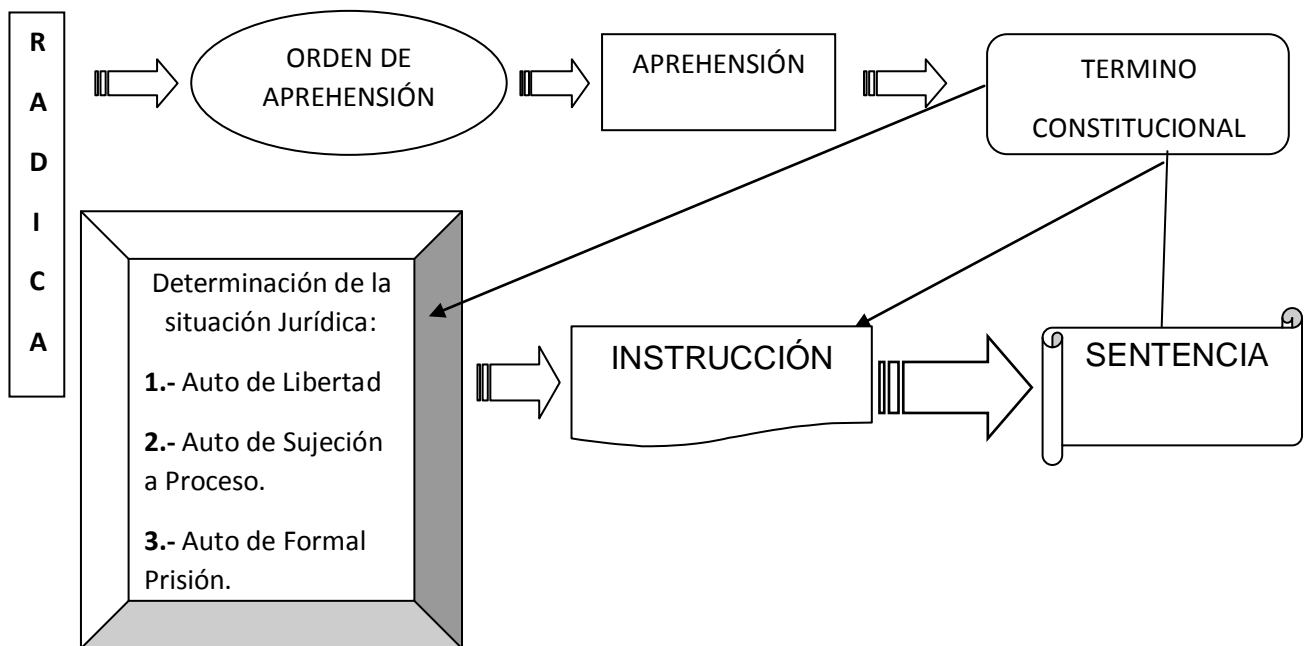 R
A
D
I
C
A
ORDEN DE
APREHENSIÓN
APREHENSIÓN
TERMINO
CONSTITUCIONAL
Determinación de la
situación Jurídica:
1.- Auto de Libertad
2.- Auto de Sujeción
a Proceso.
3.- Auto de Formal
Prisión.
INSTRUCCIÓN
SENTENCIA